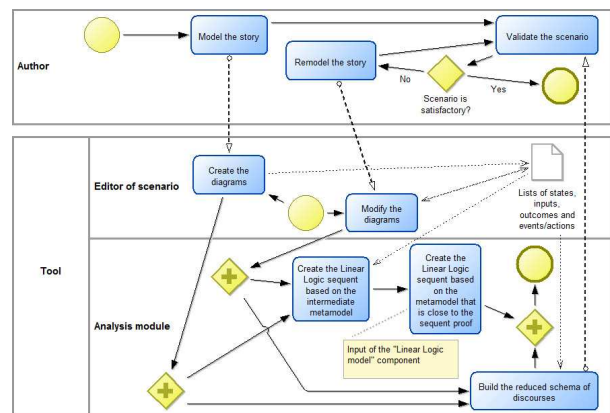 Author
Model the story
Validate the scenario
Remodel the story
No
Yes
Scenario is
satisfactory?
Tool
Editor of scenario
Create the
diagrams
Modify the
diagrams
Lists of states,
inputs,
outcomes and
events/actions
Analysis module
Create the Linear
Logic sequent
based on the
intermediate
metamodel
Create the
Linear Logic
sequent based
on the
metamodel that
is close to the
sequent proof
Input of the "Linear Logic
model" component
Build the reduced schema of
discourses